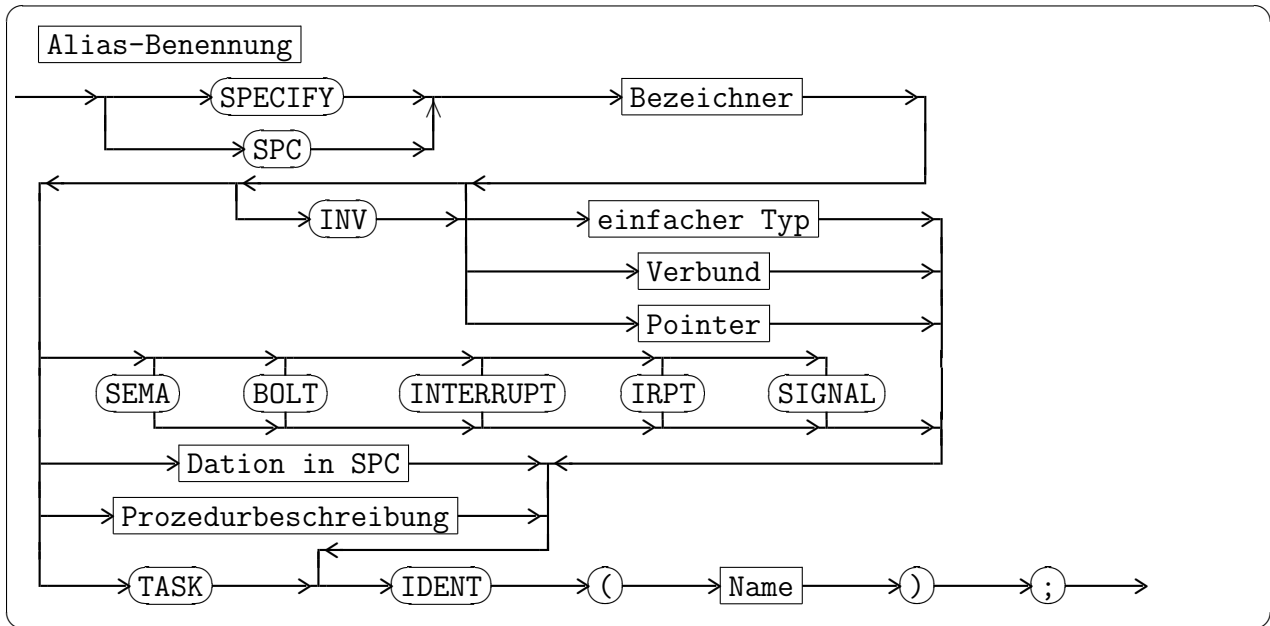 Alias-Benennung
SPECIFY Bezeichner
SPC
INV einfacher Typ
Verbund
Pointer
SEMA BOLT INTERRUPT IRPT SIGNAL
Dation in SPC
Prozedurbeschreibung
TASK IDENT ( Name ) ;